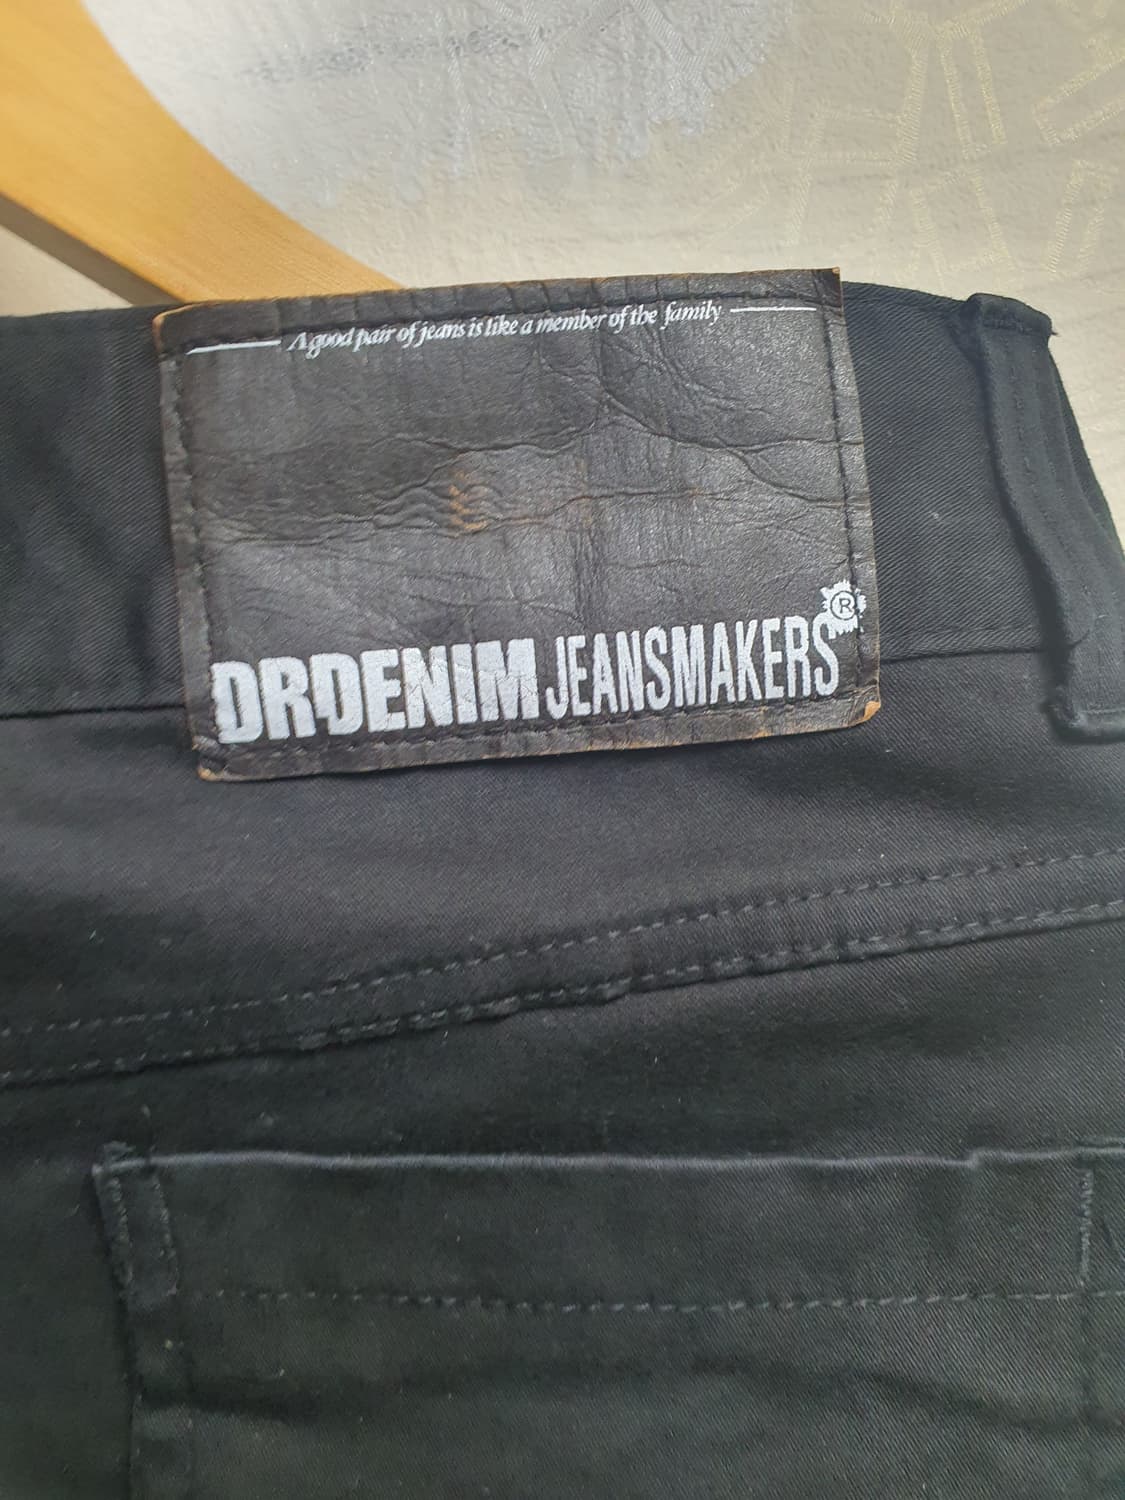 A good pair of jeans is like a member of the family
DRDENIM JEANSMAKERS®